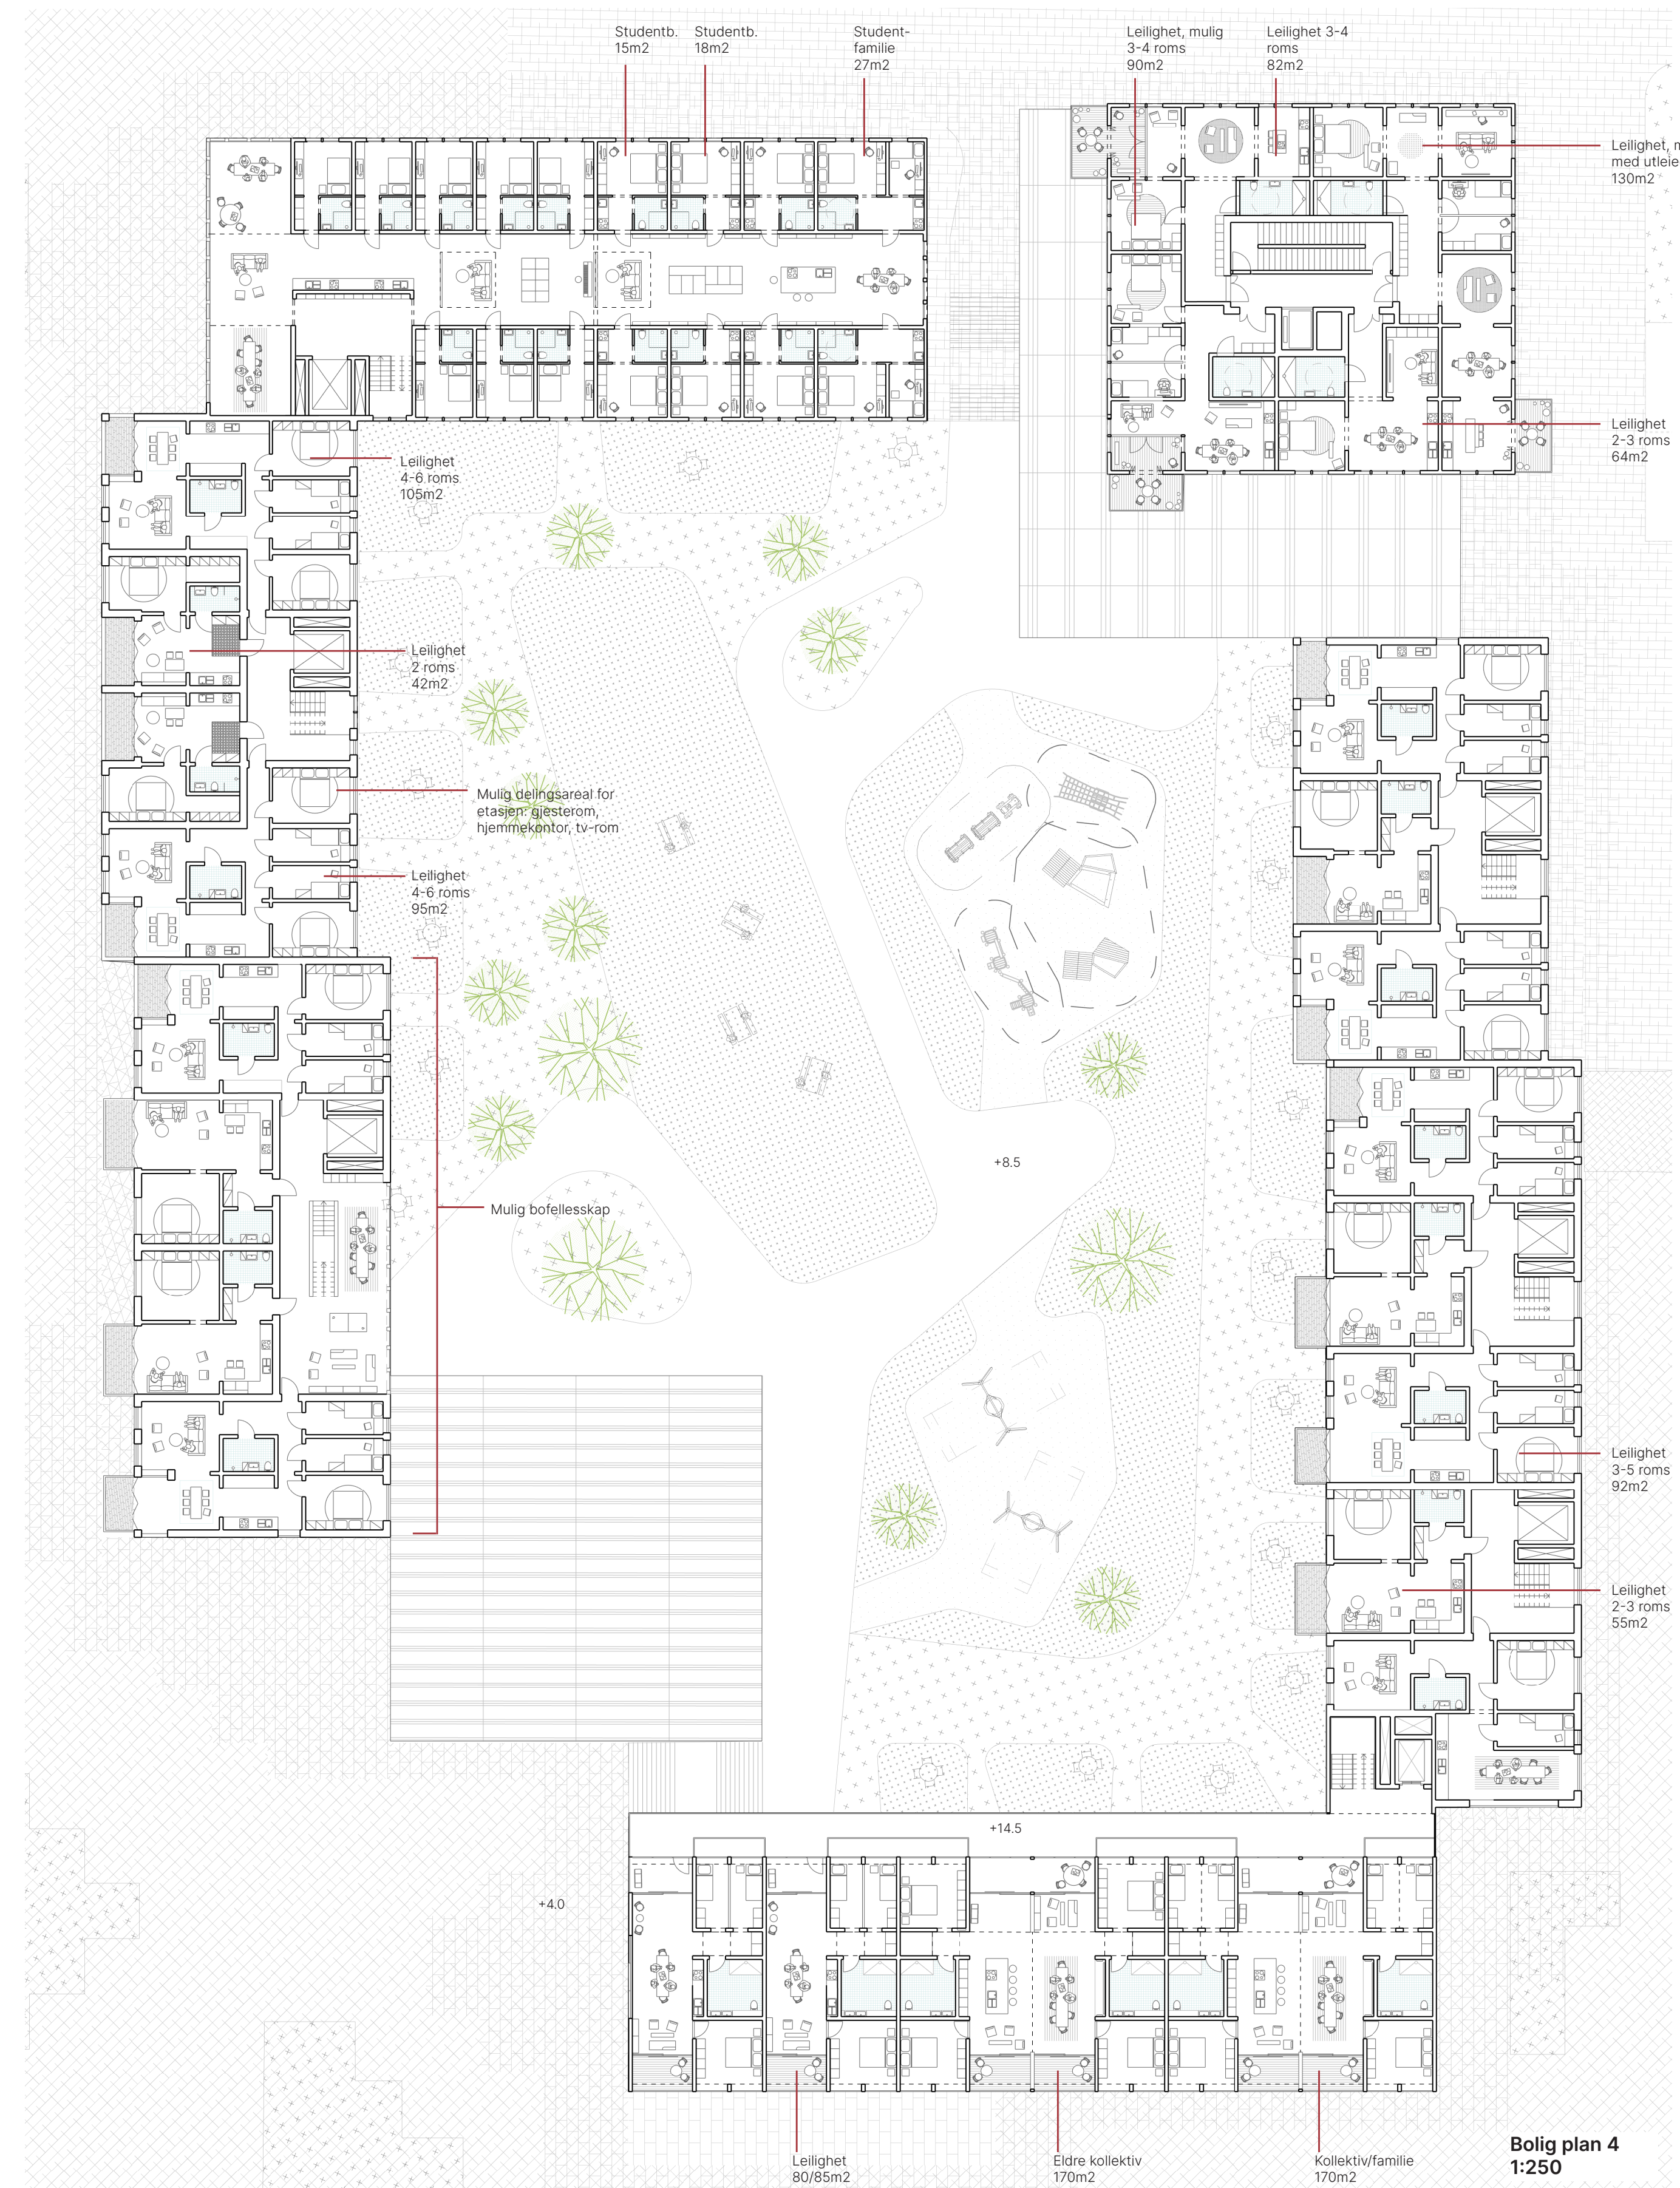 Studentb.
15m2
Studentb.
18m2
Student-
familie
27m2
Leilighet, mulig
3-4 roms
90m2
Leilighet 3-4
roms
82m2
Leilighet,
med utleie
130m2
Leilighet
2-3 roms
64m2
Leilighet
4-6 roms
105m2
Leilighet
2 roms
42m2
Mulig delingsareal for
etasjen: gjesterom,
hjemmekontor, tv-rom
Leilighet
4-6 roms
95m2
+8.5
Mulig bofellesskap
Leilighet
3-5 roms
92m2
Leilighet
2-3 roms
55m2
+14.5
+4.0
Leilighet
80/85m2
Eldre kollektiv
170m2
Kollektiv/familie
170m2
Bolig plan 4
1:250